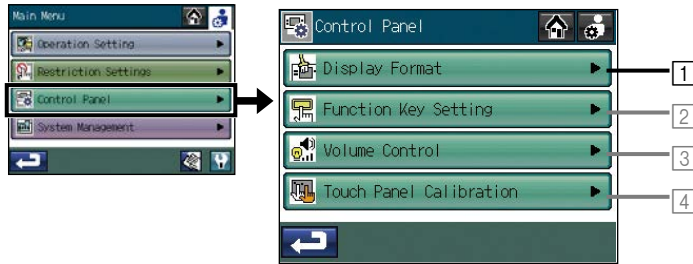 Main Menu
Operation Setting
Restriction Settings
Control Panel
System Management
Control Panel
Display Format
Function Key Setting
Volume Control
Touch Panel Calibration
1
2
3
4